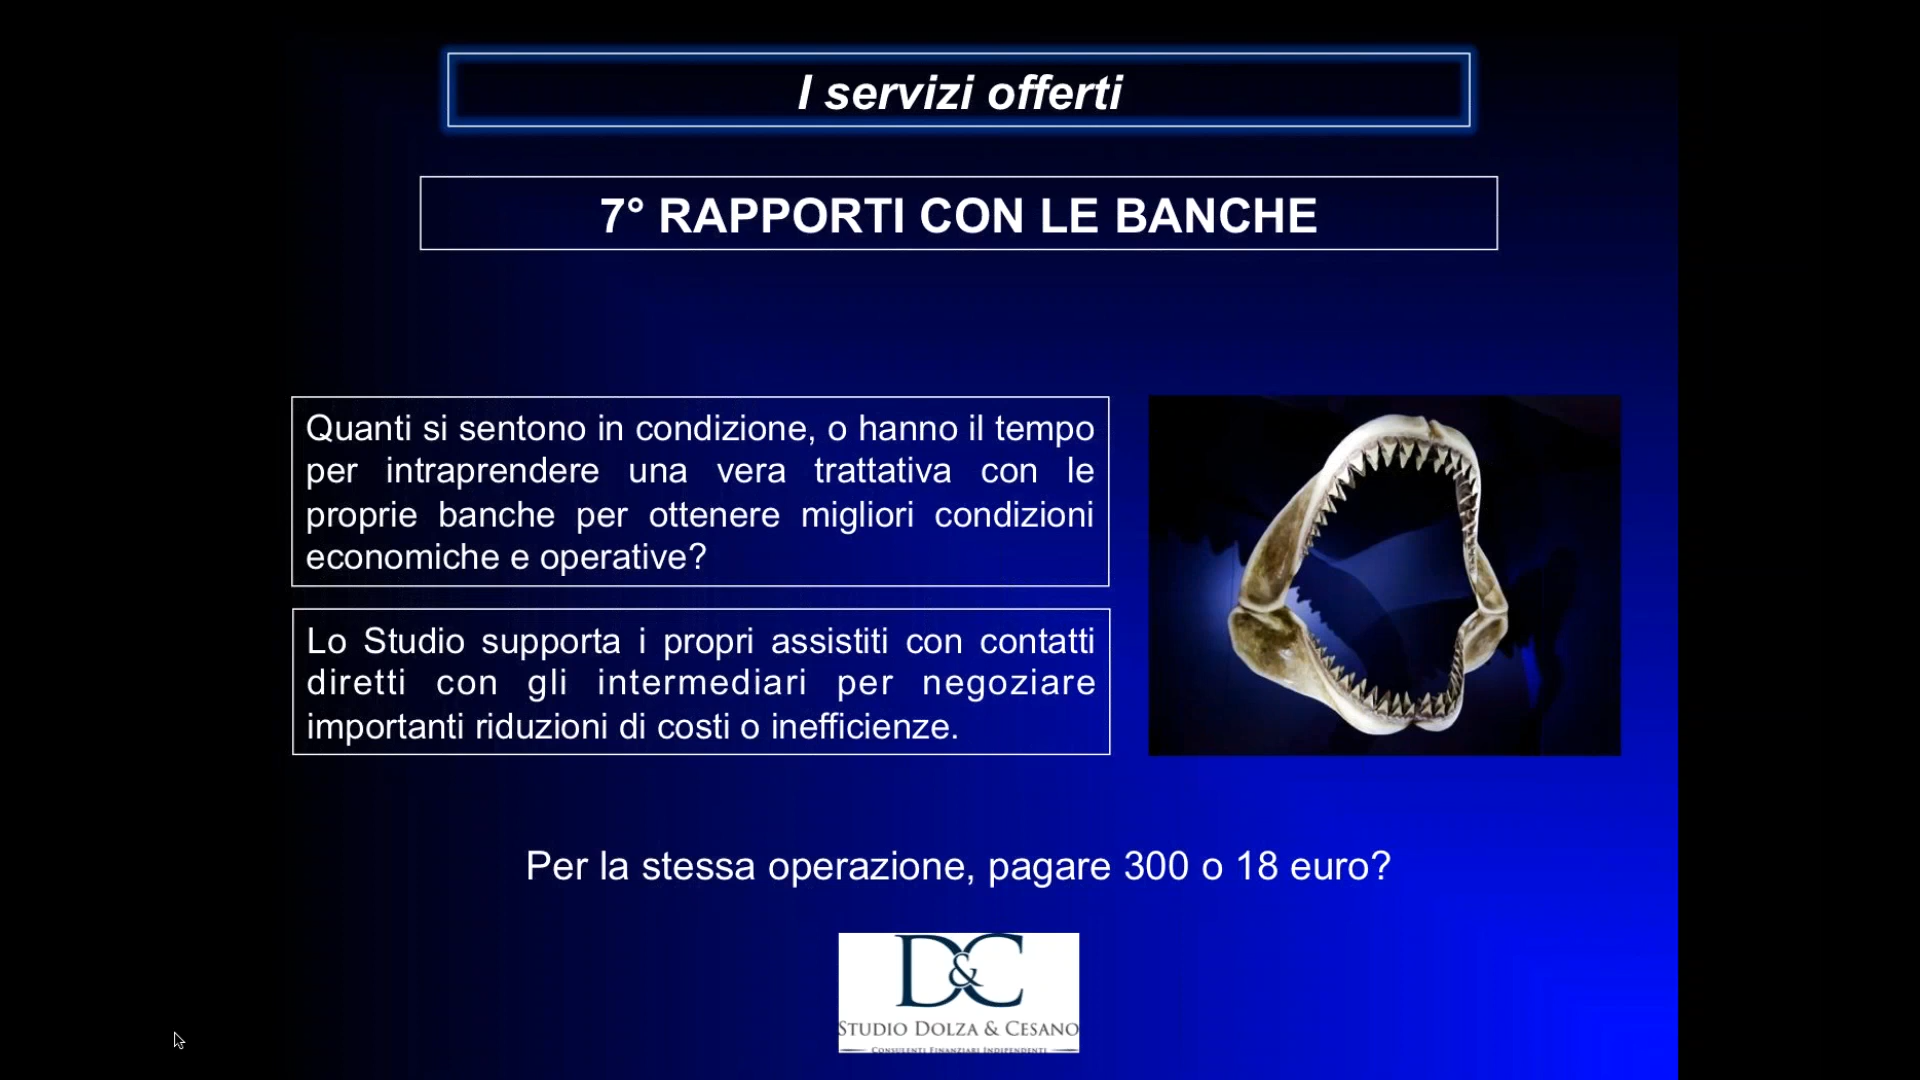 I servizi offerti
7° RAPPORTI CON LE BANCHE
Quanti si sentono in condizione, o hanno il tempo
per intraprendere una vera trattativa con le
proprie banche per ottenere migliori condizioni
economiche e operative?
Lo Studio supporta i propri assistiti con contatti
diretti con gli intermediari per negoziare
importanti riduzioni di costi o inefficienze.
Per la stessa operazione, pagare 300 o 18 euro?
D&C
STUDIO DOLZA & CESANO
CONSULENTI FINANZIARI INDIPENDENTI